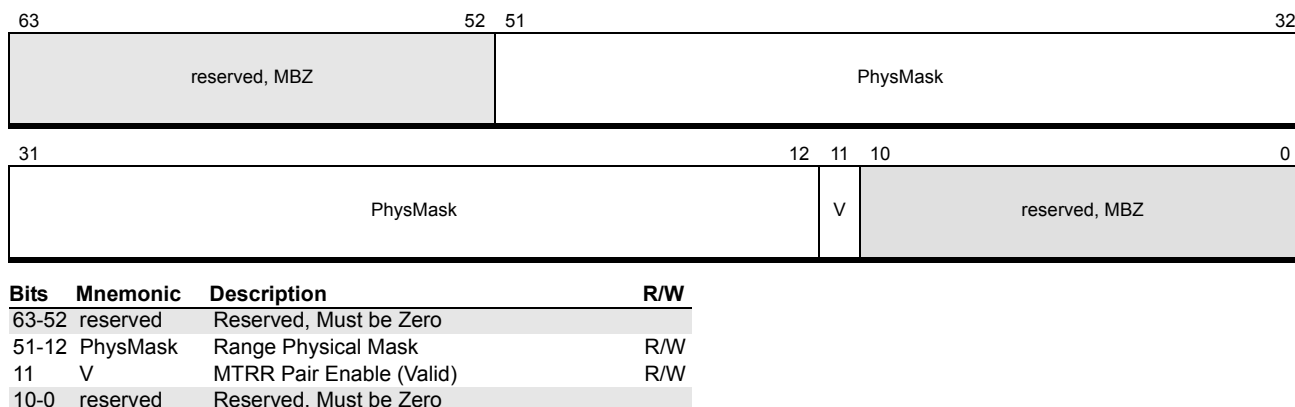 63 52 51 32
reserved, MBZ PhysMask
31 12 11 10 0
PhysMask V reserved, MBZ
Bits Mnemonic Description R/W
63-52 reserved Reserved, Must be Zero
51-12 PhysMask Range Physical Mask R/W
11 V MTRR Pair Enable (Valid) R/W
10-0 reserved Reserved, Must be Zero